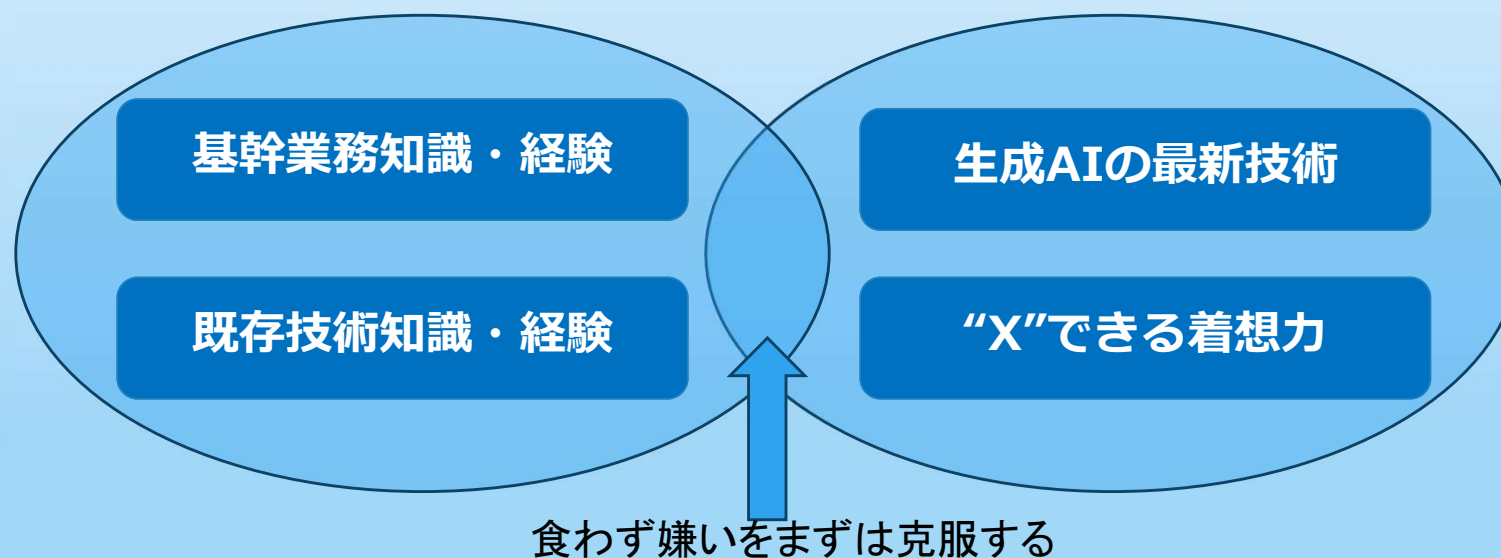 基幹業務知識・経験
既存技術知識・経験
生成AIの最新技術
“X”できる着想力
食わず嫌いをまずは克服する